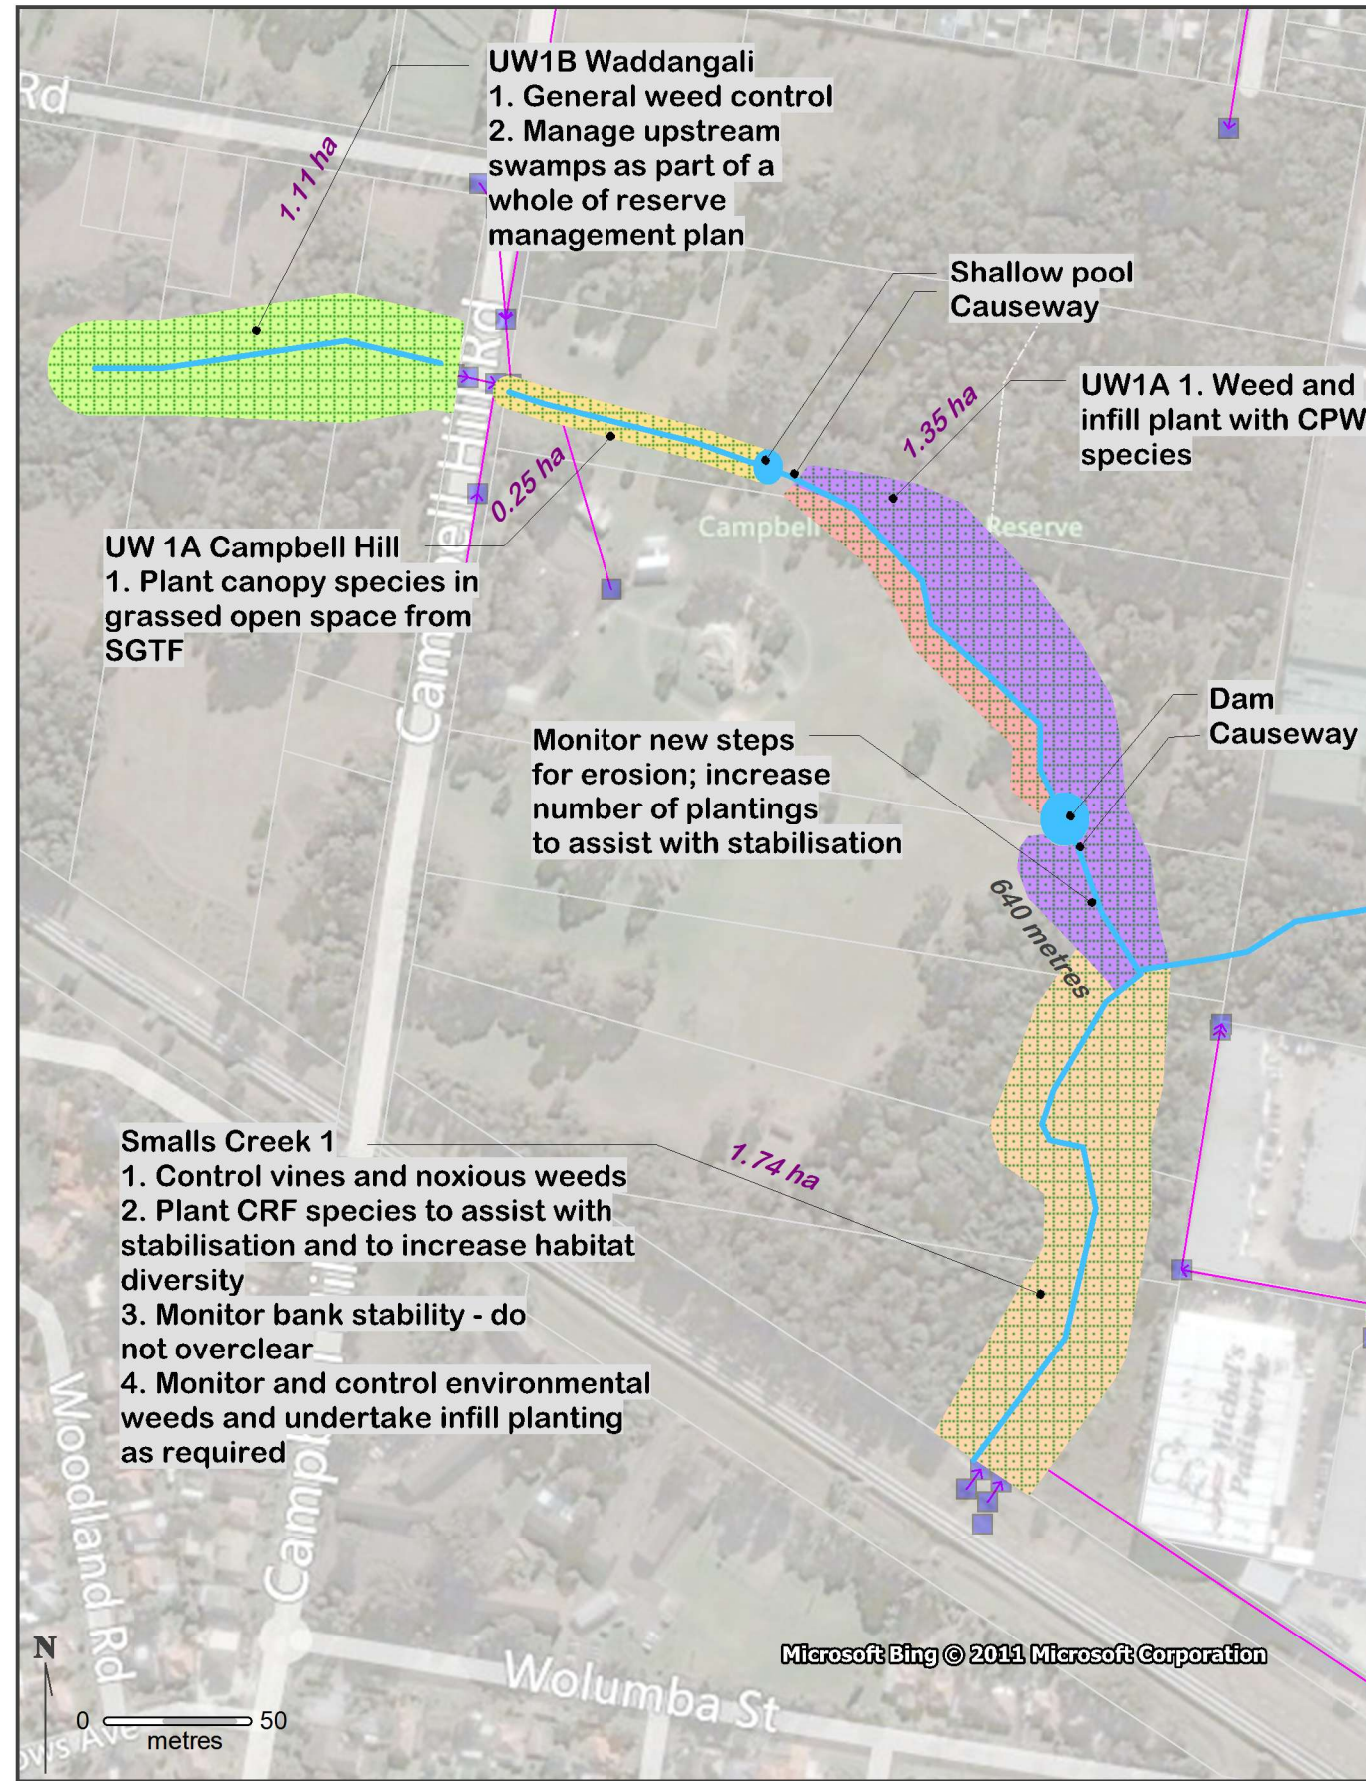 Rd
UW1B Waddangali
1. General weed control
2. Manage upstream
swamps as part of a
whole of reserve
management plan
1.11 ha
Shallow pool
Causeway
UW1A 1. Weed and
infill plant with CPW
species
1.35 ha
0.25 ha
Campbell Hill Rd
Campbell
Reserve
UW 1A Campbell Hill
1. Plant canopy species in
grassed open space from
SGTF
Dam
Causeway
Monitor new steps
for erosion; increase
number of plantings
to assist with stabilisation
640 metres
Smalls Creek 1
1. Control vines and noxious weeds
2. Plant CRF species to assist with
stabilisation and to increase habitat
diversity
3. Monitor bank stability - do
not overclear
4. Monitor and control environmental
weeds and undertake infill planting
as required
1.74 ha
Woodland Rd
Wolumba St
Microsoft Bing © 2011 Microsoft Corporation
N
0 50
metres
ows Ave